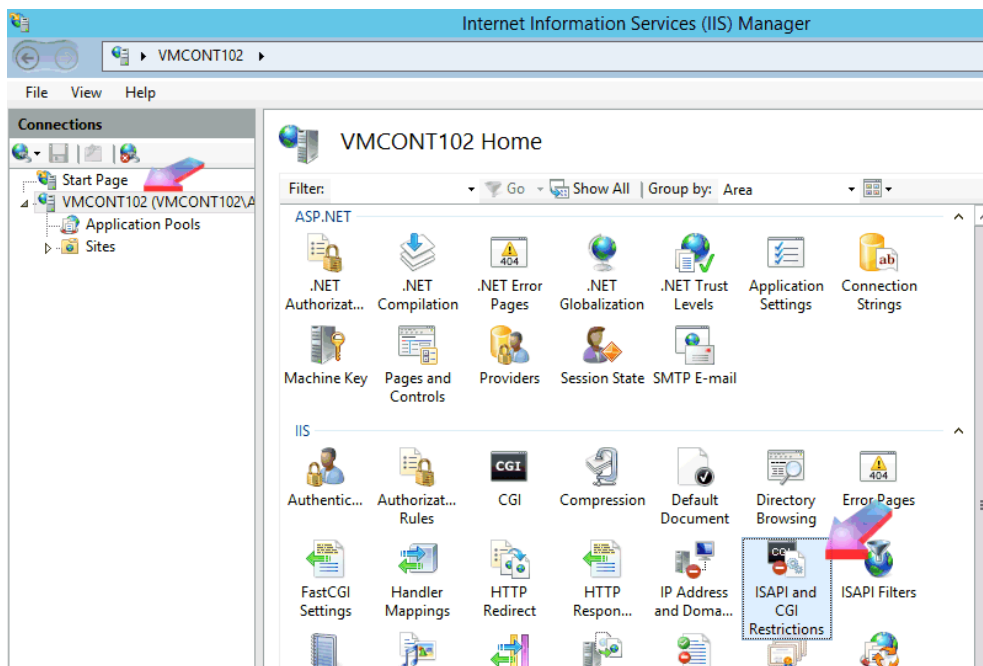 Internet Information Services (IIS) Manager
VMCONT102
File View Help
Connections
Start Page
VMCONT102 (VMCONT102\A
Application Pools
Sites
VMCONT102 Home
Filter: Go Show All Group by: Area
ASP.NET
.NET Authorizat...
.NET Compilation
.NET Error Pages
.NET Globalization
.NET Trust Levels
Application Settings
Connection Strings
404
ab
Machine Key
Pages and Controls
Providers
Session State
SMTP E-mail
IIS
CGI
404
Authentic...
Authorizat... Rules
CGI
Compression
Default Document
Directory Browsing
Error Pages
FastCGI Settings
Handler Mappings
HTTP Redirect
HTTP Respon...
IP Address and Doma...
ISAPI and CGI Restrictions
ISAPI Filters